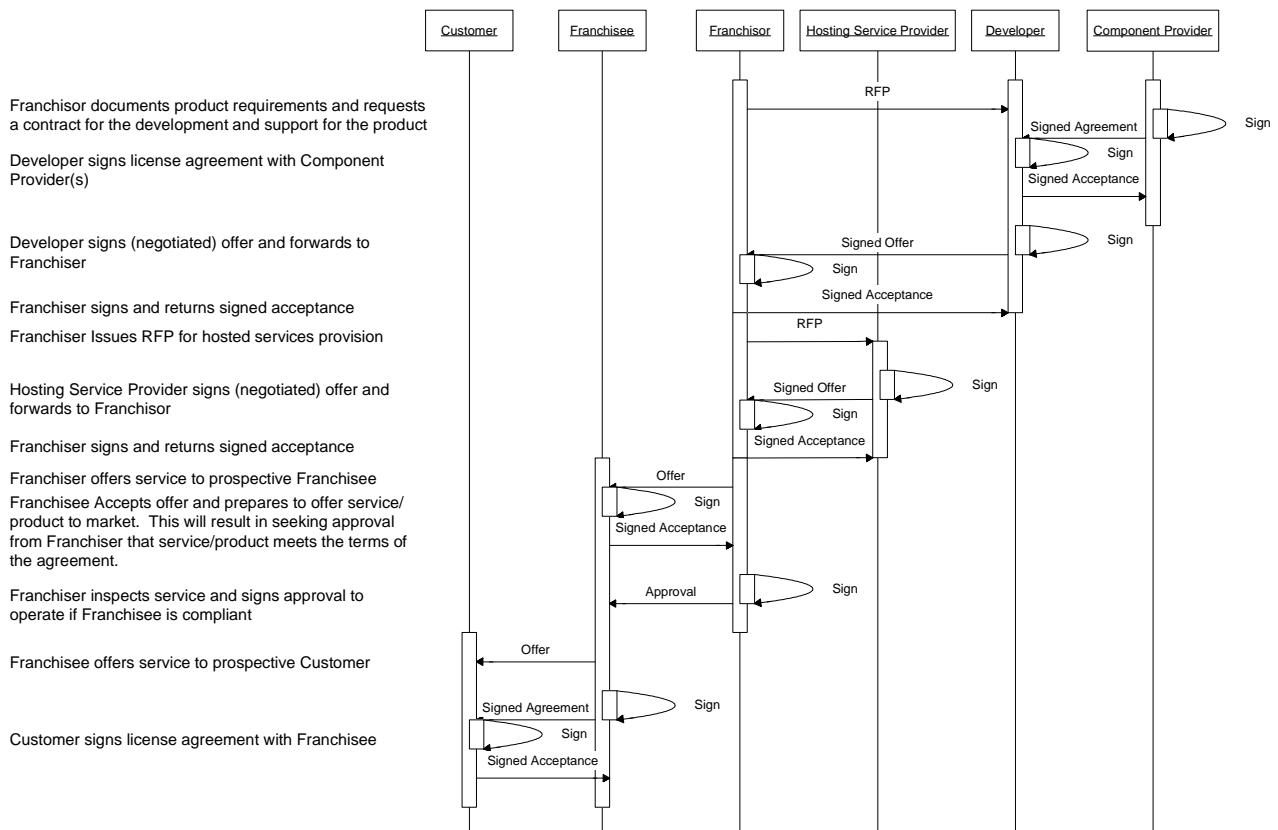 Customer
Franchisee
Franchisor
Hosting Service Provider
Developer
Component Provider
RFP
Franchisor documents product requirements and requests
a contract for the development and support for the product
Sign
Signed Agreement
Sign
Developer signs license agreement with Component
Provider(s)
Signed Acceptance
Developer signs (negotiated) offer and forwards to
Franchiser
Sign
Signed Offer
Sign
Signed Acceptance
Franchiser signs and returns signed acceptance
RFP
Franchiser Issues RFP for hosted services provision
Hosting Service Provider signs (negotiated) offer and
forwards to Franchisor
Sign
Signed Offer
Sign
Signed Acceptance
Franchiser signs and returns signed acceptance
Franchiser offers service to prospective Franchisee
Offer
Franchisee Accepts offer and prepares to offer service/
product to market. This will result in seeking approval
from Franchiser that service/product meets the terms of
the agreement.
Sign
Signed Acceptance
Franchiser inspects service and signs approval to
operate if Franchisee is compliant
Approval
Sign
Offer
Franchisee offers service to prospective Customer
Sign
Signed Agreement
Sign
Customer signs license agreement with Franchisee
Signed Acceptance